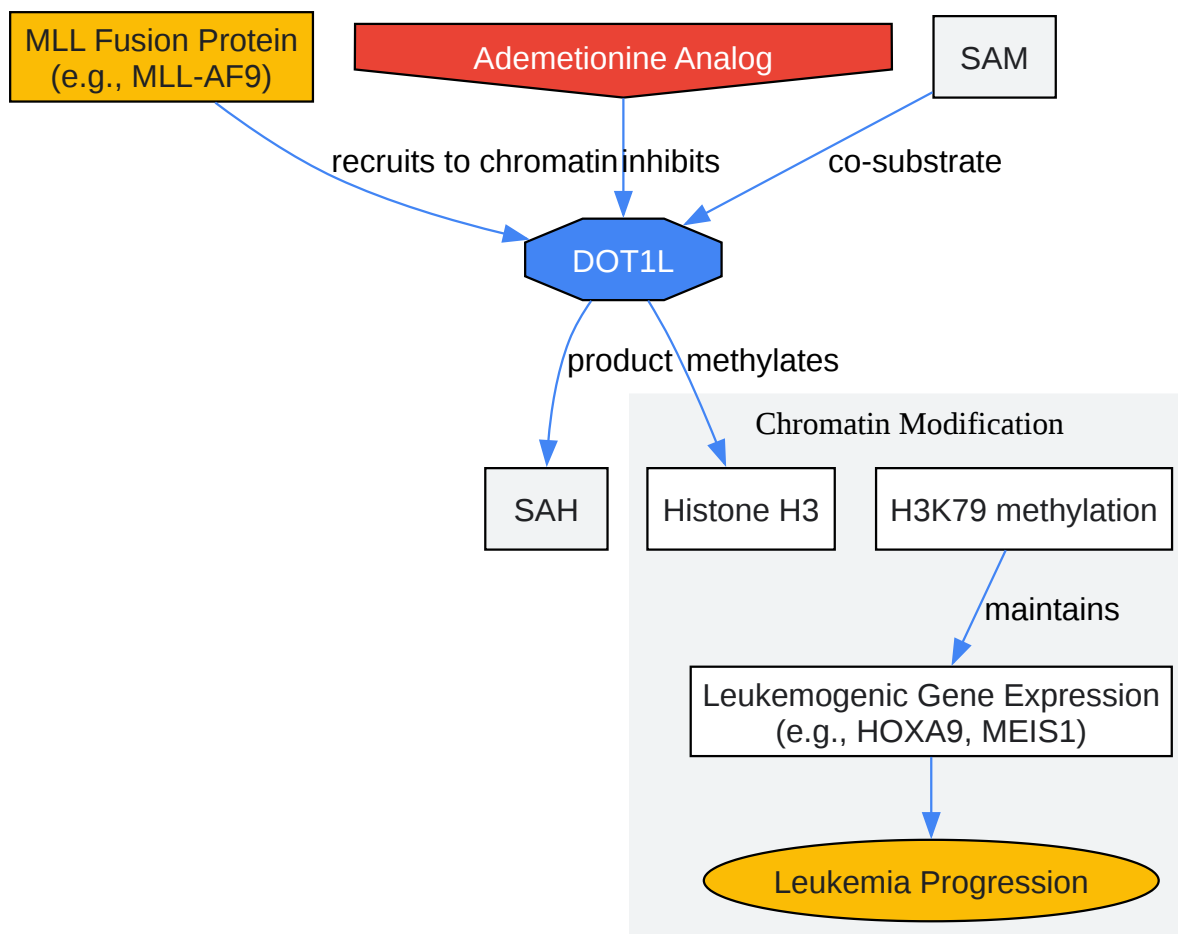 MLL Fusion Protein
(e.g., MLL-AF9)
Ademetionine Analog
SAM
recruits to chromatin
inhibits
co-substrate
DOT1L
product
methylates
Chromatin Modification
SAH
Histone H3
H3K79 methylation
maintains
Leukemogenic Gene Expression
(e.g., HOXA9, MEIS1)
Leukemia Progression